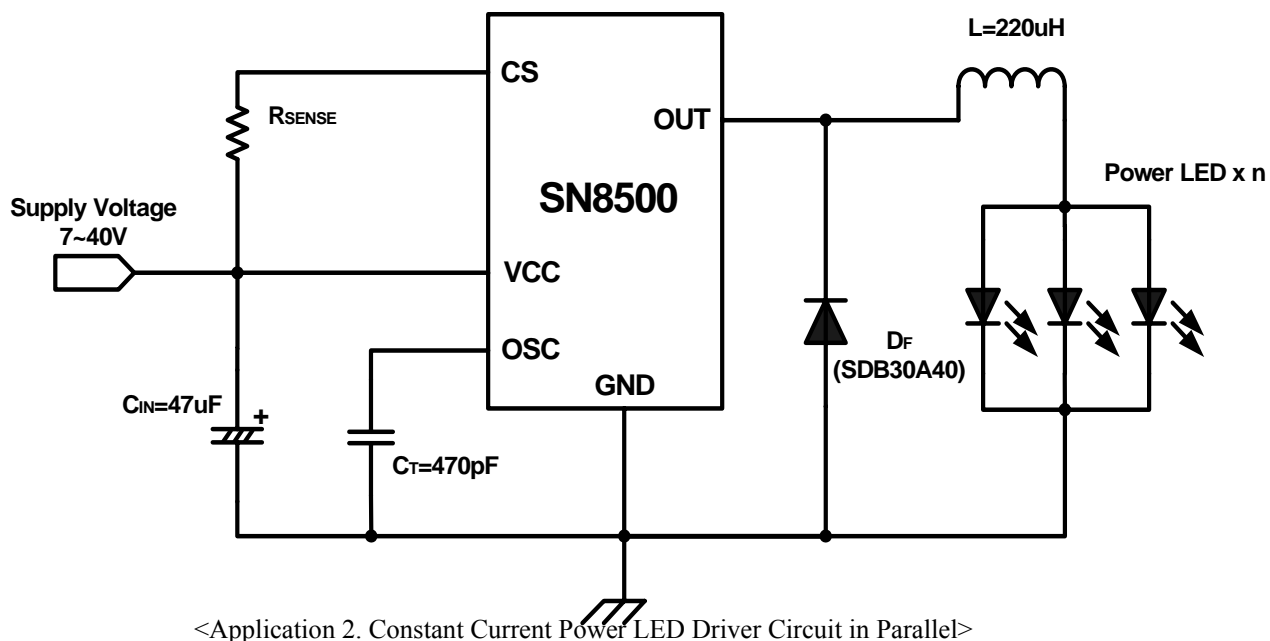 L=220uH
CS
RSENSE
OUT
Power LED x n
SN8500
Supply Voltage
7~40V
VCC
OSC
DF
(SDB30A40)
GND
CIN=47uF
+
CT=470pF
<Application 2. Constant Current Power LED Driver Circuit in Parallel>